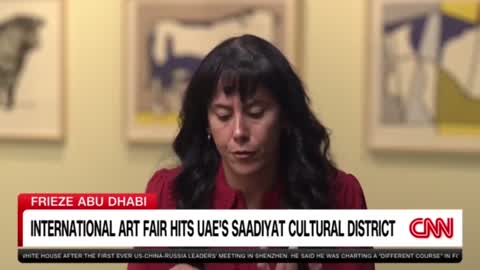 FRIEZE ABU DHABI
INTERNATIONAL ART FAIR HITS UAE'S SAADIYAT CULTURAL DISTRICT
CNN
WHITE HOUSE AFTER THE FIRST EVER US-CHINA-RUSSIA LEADERS' MEETING IN SHENZHEN. HE SAID HE WAS CHARTING A "DIFFERENT COURSE" IN FO